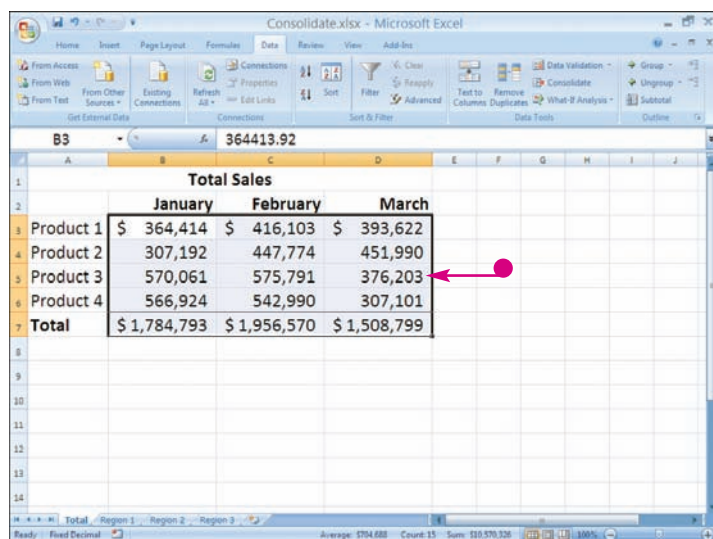 Consolidate.xlsx - Microsoft Excel
Home Insert Page Layout Formulas Data Review View Add-Ins
From Access
From Web
From Text
From Other Sources
Existing Connections
Get External Data
Refresh All
Connections
Properties
Edit Links
Connections
Sort
Filter
Clear
Reapply
Advanced
Sort & Filter
Text to Columns
Remove Duplicates
Data Validation
Consolidate
What-If Analysis
Data Tools
Group
Ungroup
Subtotal
Outline
B3 fx 364413.92
A B C D E F G H I J
1 Total Sales
2 January February March
3 Product 1 $ 364,414 $ 416,103 $ 393,622
4 Product 2 307,192 447,774 451,990
5 Product 3 570,061 575,791 376,203
6 Product 4 566,924 542,990 307,101
7 Total $ 1,784,793 $ 1,956,570 $ 1,508,799
8
9
10
11
12
13
14
Total Region 1 Region 2 Region 3
Ready Fixed Decimal Average: $704,688 Count: 15 Sum: $10,570,326 100%